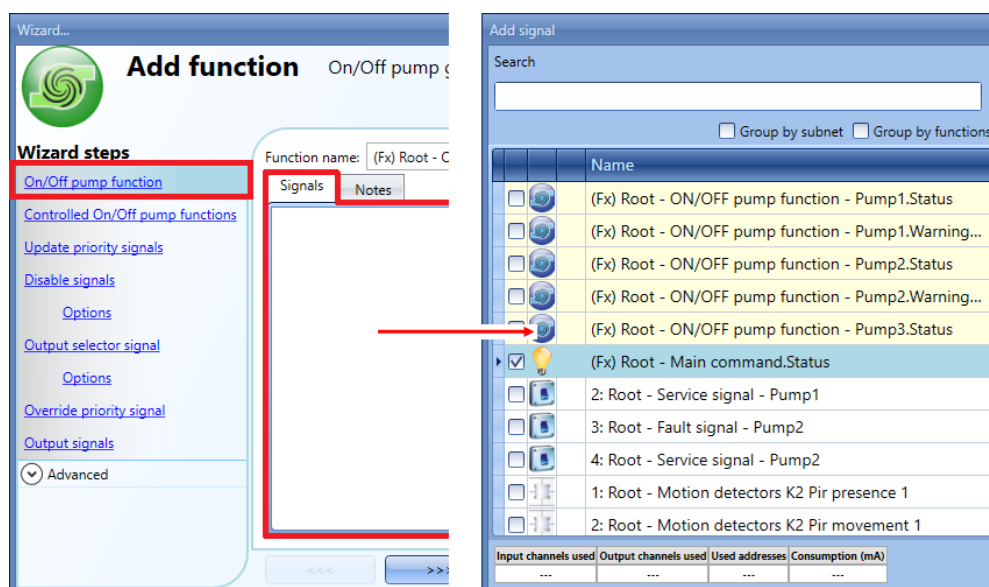 Wizard...
Add function On/Off pump g
Wizard steps
On/Off pump function
Controlled On/Off pump functions
Update priority signals
Disable signals
Options
Output selector signal
Options
Override priority signal
Output signals
Advanced
Function name: (Fx) Root - C
Signals Notes
<<< >>>
Add signal
Search
Group by subnet Group by functions
Name
(Fx) Root - ON/OFF pump function - Pump1.Status
(Fx) Root - ON/OFF pump function - Pump1.Warning...
(Fx) Root - ON/OFF pump function - Pump2.Status
(Fx) Root - ON/OFF pump function - Pump2.Warning...
(Fx) Root - ON/OFF pump function - Pump3.Status
(Fx) Root - Main command.Status
2: Root - Service signal - Pump1
3: Root - Fault signal - Pump2
4: Root - Service signal - Pump2
1: Root - Motion detectors K2 Pir presence 1
2: Root - Motion detectors K2 Pir movement 1
Input channels used Output channels used Used addresses Consumption (mA)
--- --- --- ---